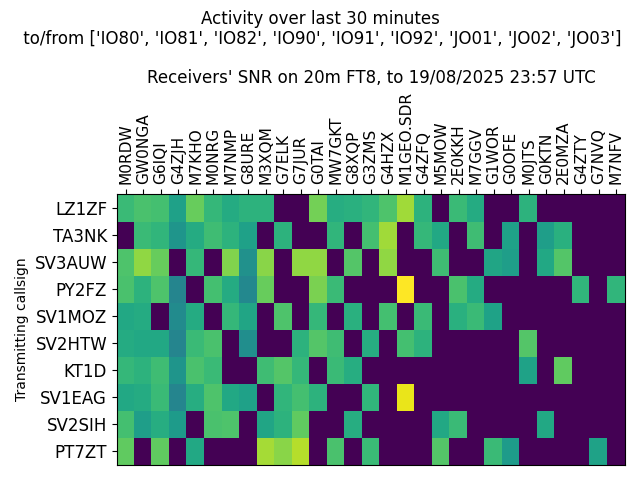 Activity over last 30 minutes
to/from ['IO80', 'IO81', 'IO82', 'IO90', 'IO91', 'IO92', 'JO01', 'JO02', 'JO03']
Receivers' SNR on 20m FT8, to 19/08/2025 23:57 UTC
M0RDW
GW0NGA
G6IQI
G4ZJH
M7KHO
M0NRG
M7NMP
G8URE
M3XQM
G7ELK
G7JUR
G0TAI
MW7GKT
G8XQP
G3ZMS
G4HZX
M1GEO.SDR
G4ZFQ
M5MOW
2E0KKH
M7GGV
G1WOR
G0OFE
M0JTS
G0KTN
2E0MZA
G4ZTY
G7NVQ
M7NFV
Transmitting callsign
LZ1ZF
TA3NK
SV3AUW
PY2FZ
SV1MOZ
SV2HTW
KT1D
SV1EAG
SV2SIH
PT7ZT